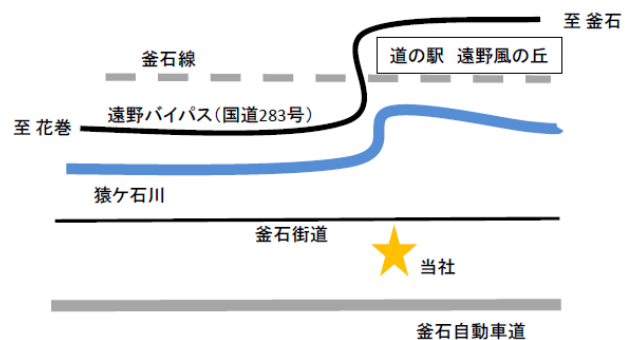 至 釜石
道の駅 遠野風の丘
釜石線
遠野バイパス（国道283号）
至 花巻
猿ケ石川
釜石街道
当社
釜石自動車道